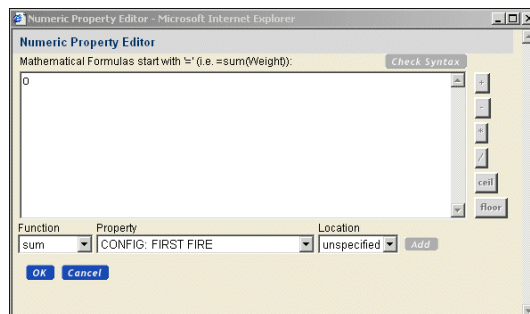 Numeric Property Editor - Microsoft Internet Explorer
Numeric Property Editor
Mathematical Formulas start with '=' (i.e. =sum(Weight)):
Check Syntax
0
+
-
*
/
ceil
floor
Function Property Location
sum CONFIG: FIRST FIRE unspecified Add
OK Cancel